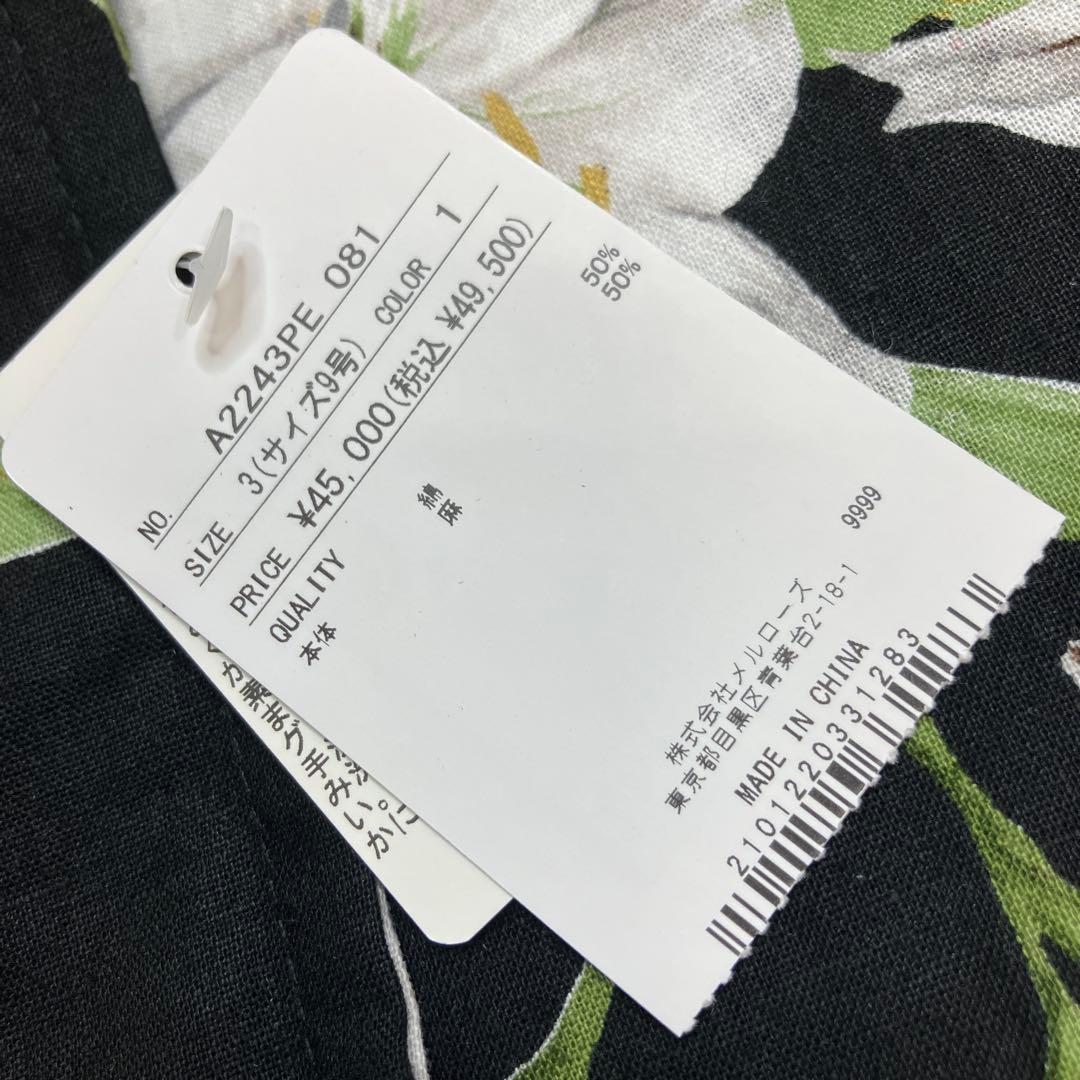 NO. A2243PE 081
SIZE 3(サイズ9号) COLOR 1
PRICE ¥45,000(税込 ¥49,500)
QUALITY
本体 綿 50%
麻 50%
9999
株式会社メルローズ
東京都目黒区青葉台2-18-1
MADE IN CHINA
2101220331283